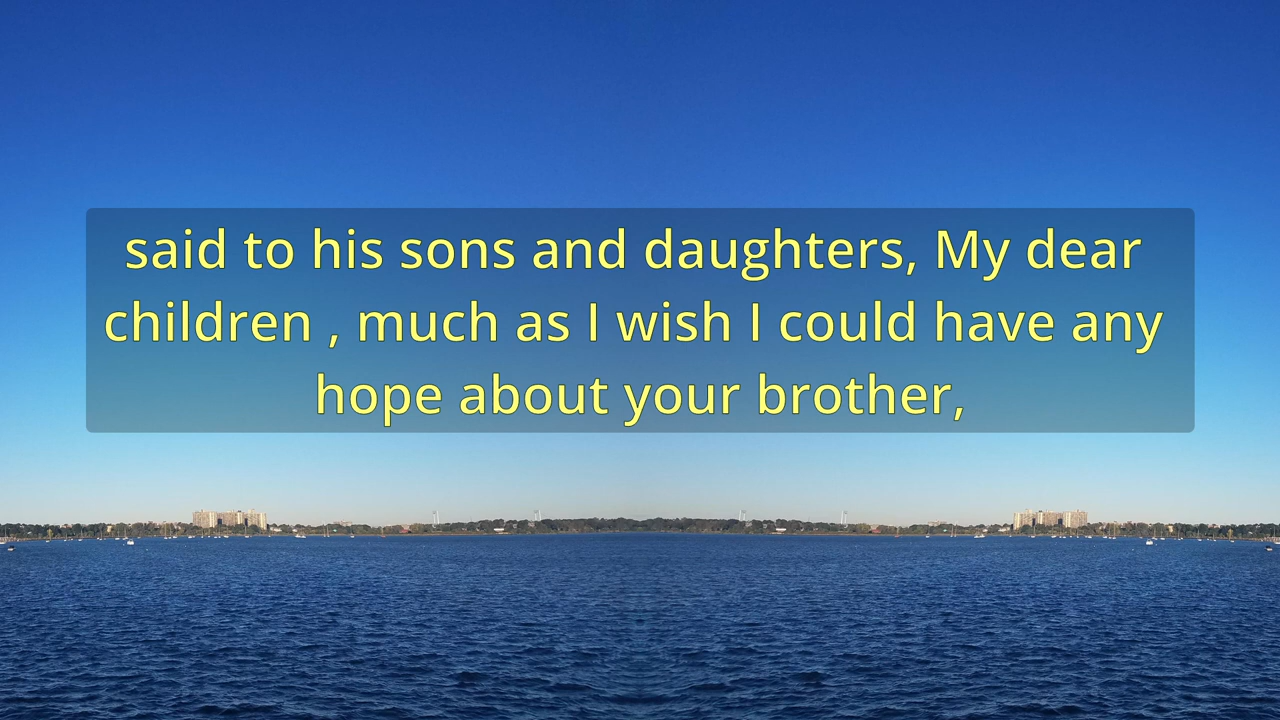 said to his sons and daughters, My dear
children , much as I wish I could have any
hope about your brother,